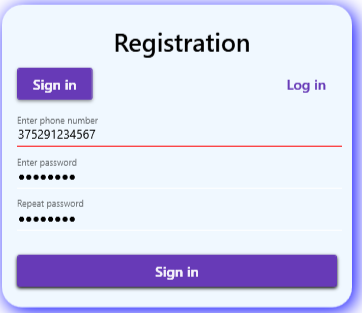 Registration
Sign in Log in
Enter phone number
375291234567
Enter password
••••••••
Repeat password
••••••••
Sign in